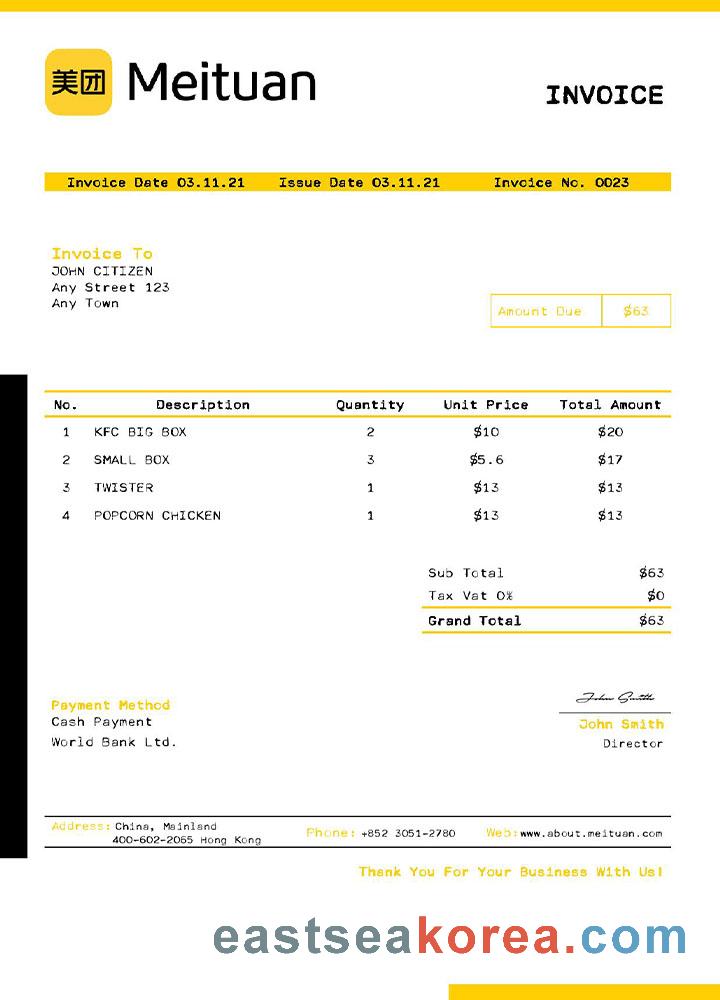 美团 Meituan
INVOICE
Invoice Date 03.11.21 Issue Date 03.11.21 Invoice No. 0023
Invoice To
JOHN CITIZEN
Any Street 123
Any Town
Amount Due $63
No. Description Quantity Unit Price Total Amount
1 KFC BIG BOX 2 $10 $20
2 SMALL BOX 3 $5.6 $17
3 TWISTER 1 $13 $13
4 POPCORN CHICKEN 1 $13 $13
Sub Total $63
Tax Vat 0% $0
Grand Total $63
Payment Method
Cash Payment
World Bank Ltd.
John Smith
John Smith
Director
Address: China, Mainland
400-602-2065 Hong Kong
Phone: +852 3051-2780
Web: www.about.meituan.com
Thank You For Your Business With Us!
eastseakorea.com